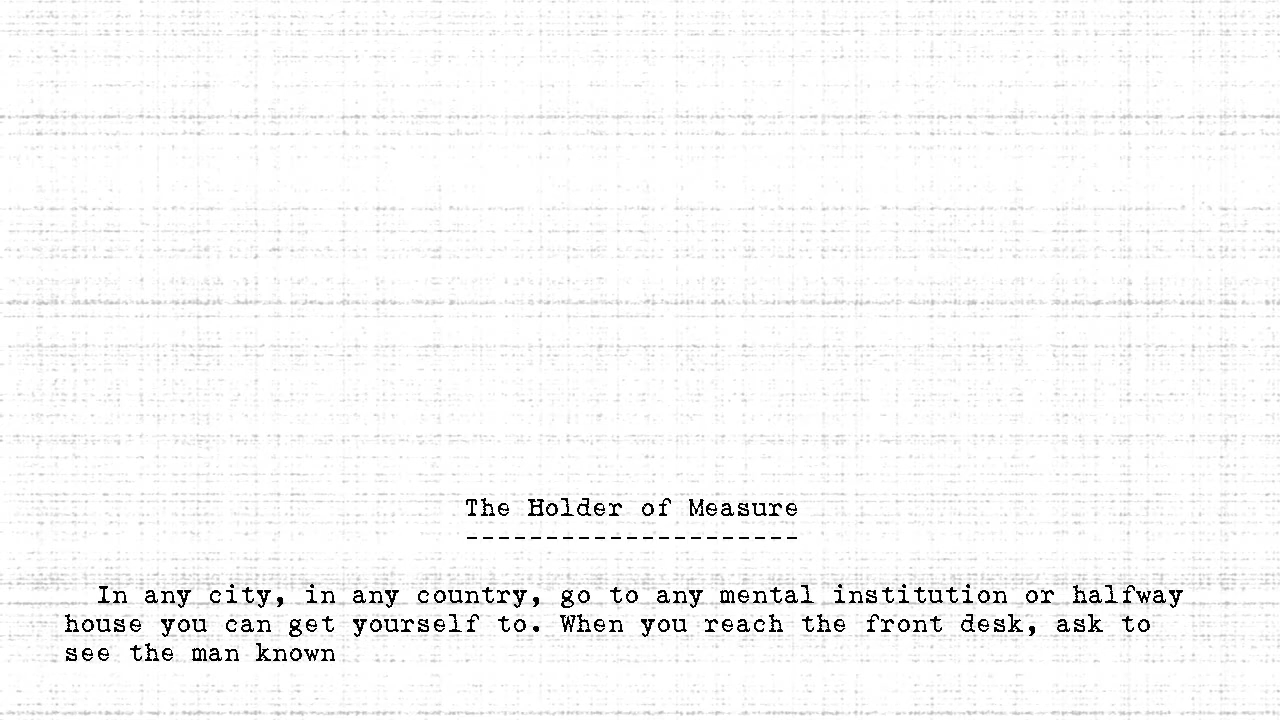 The Holder of Measure
---------------------
In any city, in any country, go to any mental institution or halfway
house you can get yourself to. When you reach the front desk, ask to
see the man known